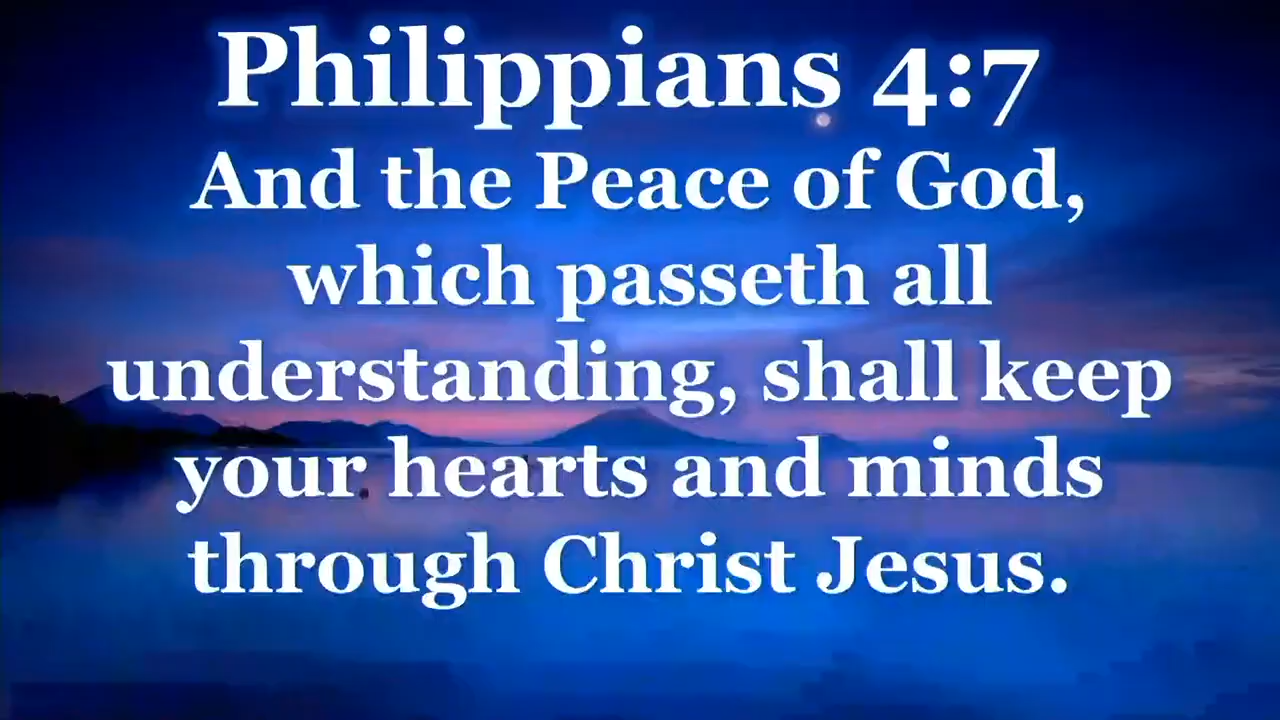 Philippians 4:7
And the Peace of God,
which passeth all
understanding, shall keep
your hearts and minds
through Christ Jesus.